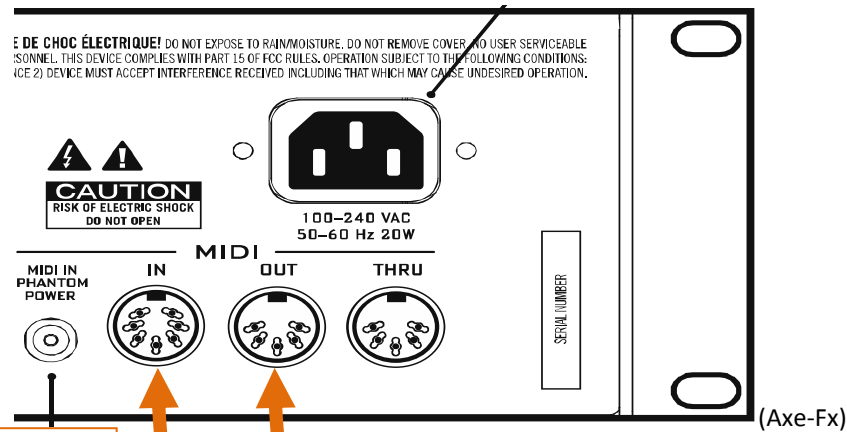 E DE CHOC ÉLECTRIQUE! DO NOT EXPOSE TO RAIN/MOISTURE. DO NOT REMOVE COVER. NO USER SERVICEABLE
RSONNEL. THIS DEVICE COMPLIES WITH PART 15 OF FCC RULES. OPERATION SUBJECT TO THE FOLLOWING CONDITIONS:
NCE 2) DEVICE MUST ACCEPT INTERFERENCE RECEIVED INCLUDING THAT WHICH MAY CAUSE UNDESIRED OPERATION.
CAUTION
RISK OF ELECTRIC SHOCK
DO NOT OPEN
100–240 VAC
50–60 Hz 20W
MIDI
MIDI IN
PHANTOM
POWER
IN
OUT
THRU
SERIAL NUMBER
(Axe-Fx)